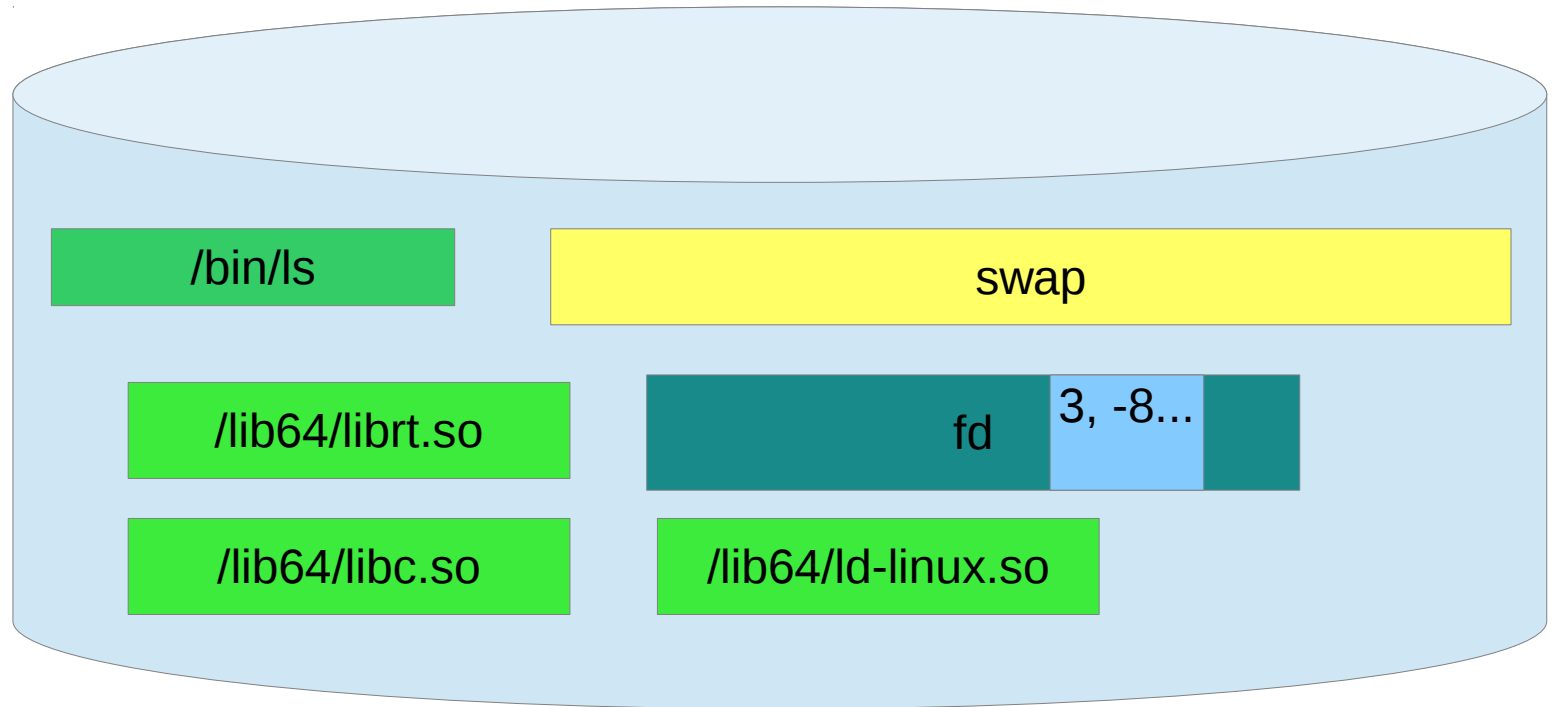 /bin/ls
swap
/lib64/librt.so
fd
3, -8...
/lib64/libc.so
/lib64/ld-linux.so